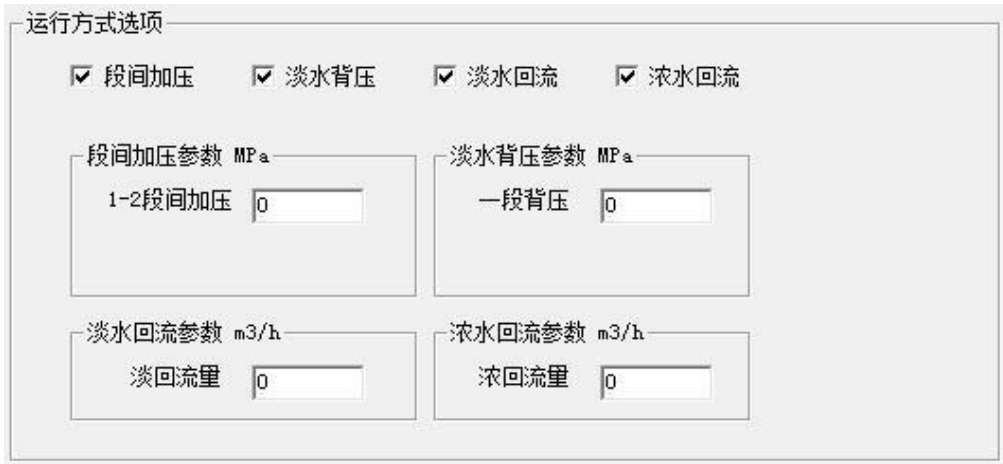 运行方式选项
段间加压 淡水背压 淡水回流 浓水回流
段间加压参数 MPa 淡水背压参数 MPa
1-2段间加压 0 一段背压 0
淡水回流参数 m3/h 浓水回流参数 m3/h
淡回流量 0 浓回流量 0